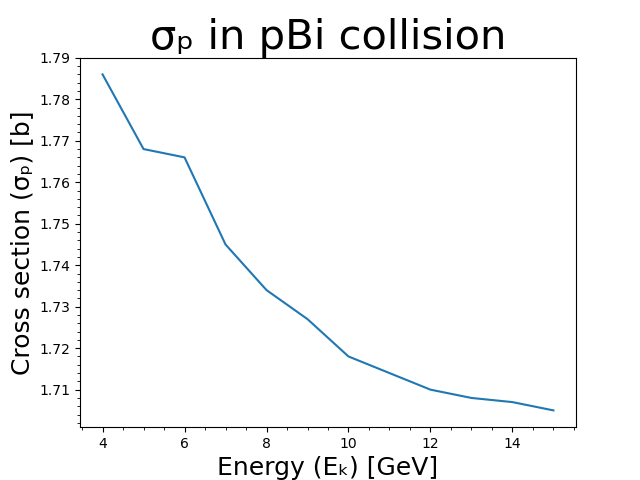 σₚ in pBi collision
Cross section (σₚ) [b]
1.79
1.78
1.77
1.76
1.75
1.74
1.73
1.72
1.71
4 6 8 10 12 14
Energy (Eₖ) [GeV]